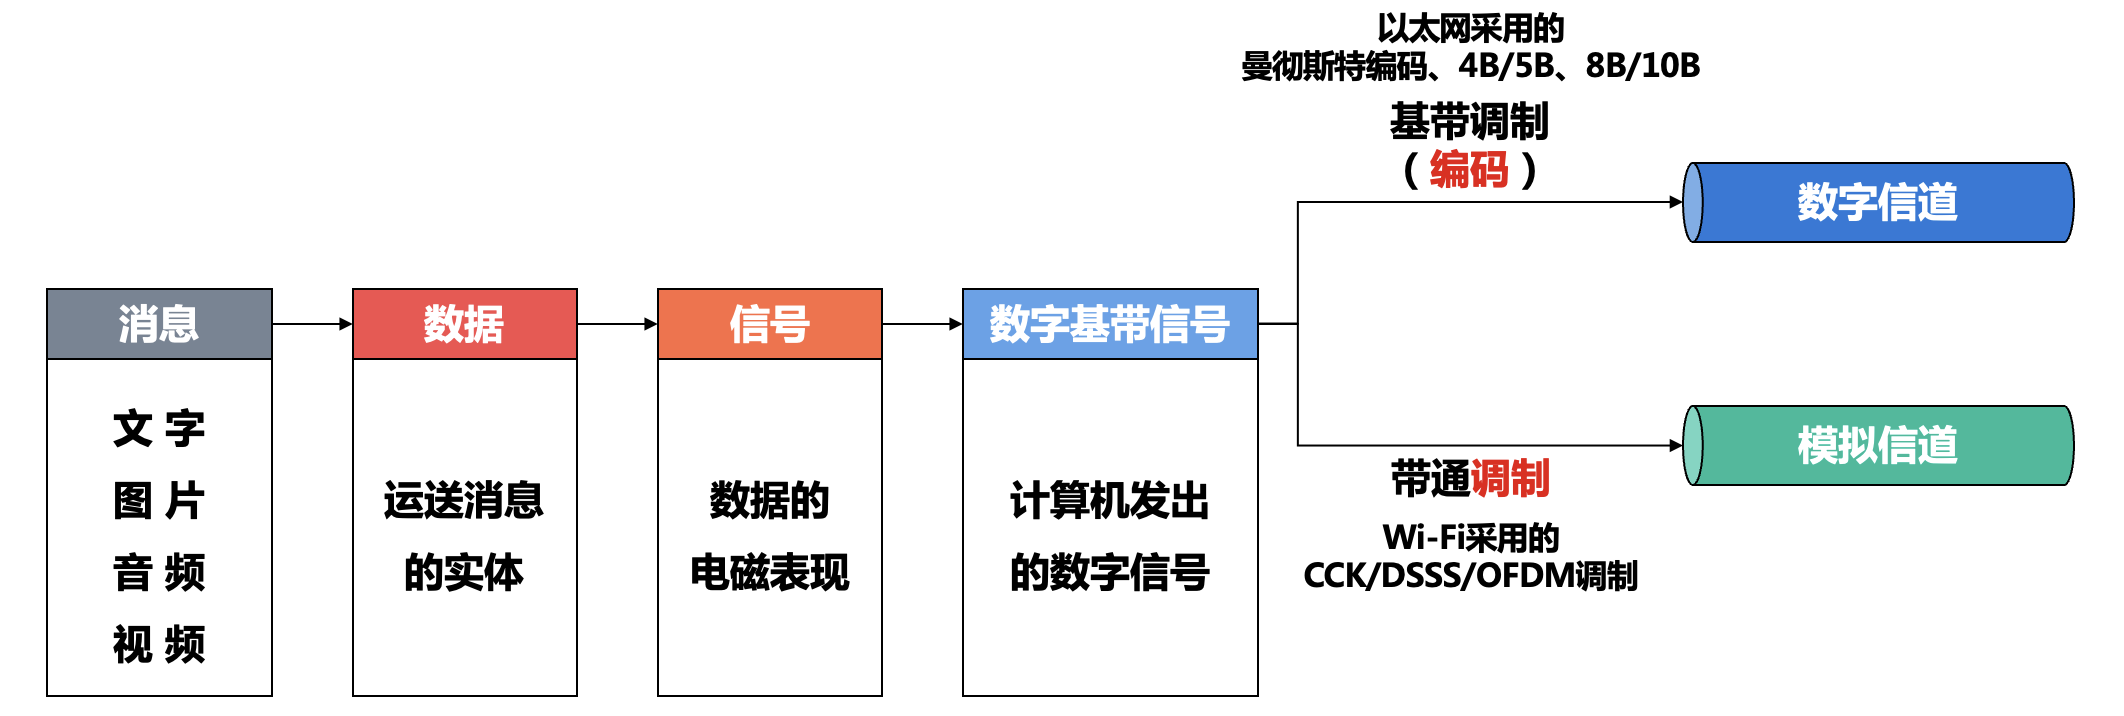 以太网采用的
曼彻斯特编码、4B/5B、8B/10B
基带调制
（编码）
数字信道
消息
数据
信号
数字基带信号
文 字
图 片
音 频
视 频
运送消息
的实体
数据的
电磁表现
计算机发出
的数字信号
模拟信道
带通调制
Wi-Fi采用的
CCK/DSSS/OFDM调制